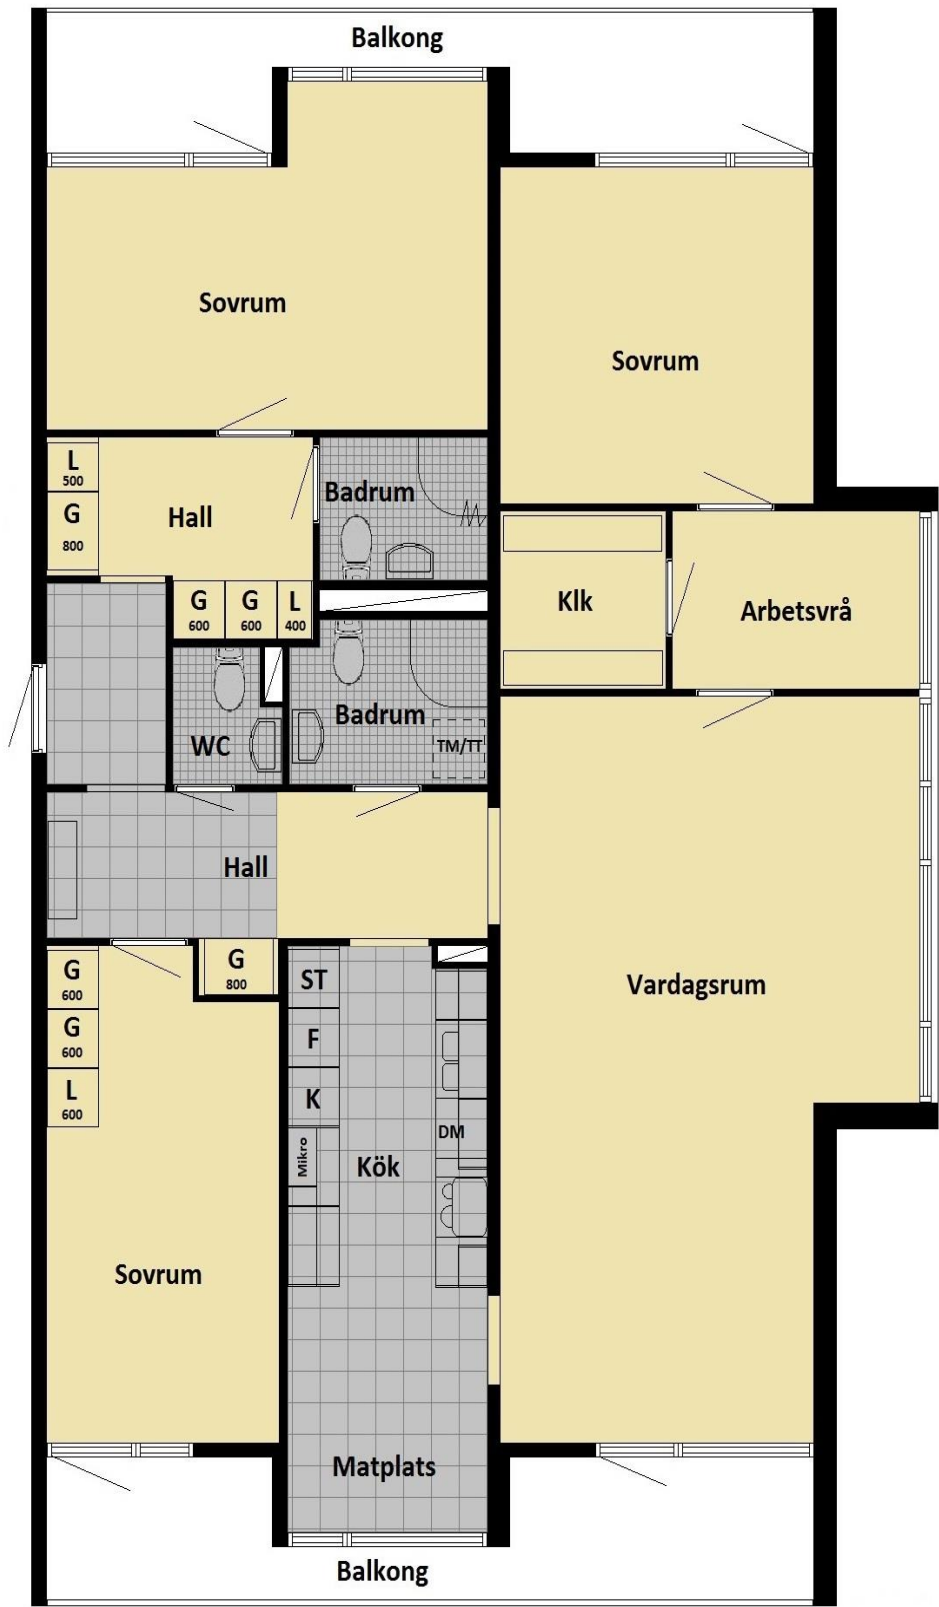 Balkong
Sovrum
Sovrum
L
500
G
800
Hall
Badrum
G
600
G
600
L
400
Klk
Arbetsvrå
WC
Badrum
TM/TT
Hall
G
600
G
600
L
600
G
800
ST
F
K
Mikro
DM
Kök
Vardagsrum
Sovrum
Matplats
Balkong